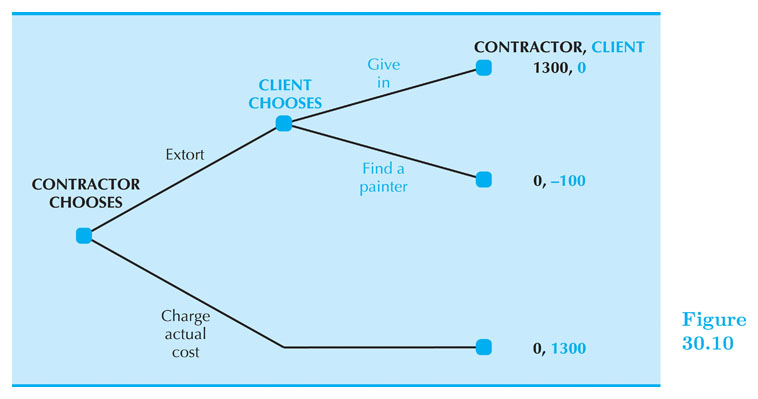 CONTRACTOR, CLIENT
1300, 0
Give
in
CLIENT
CHOOSES
Extort
Find a
painter
0, –100
CONTRACTOR
CHOOSES
Charge
actual
cost
0, 1300
Figure
30.10